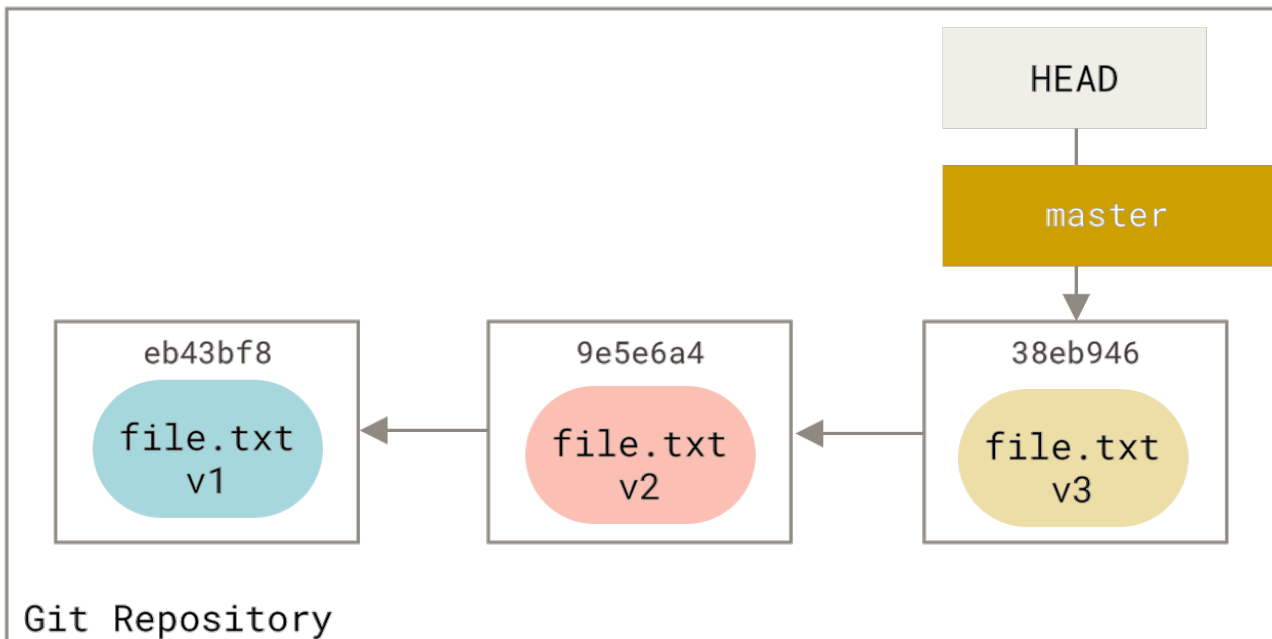 HEAD
master
eb43bf8
9e5e6a4
38eb946
file.txt
v1
file.txt
v2
file.txt
v3
Git Repository